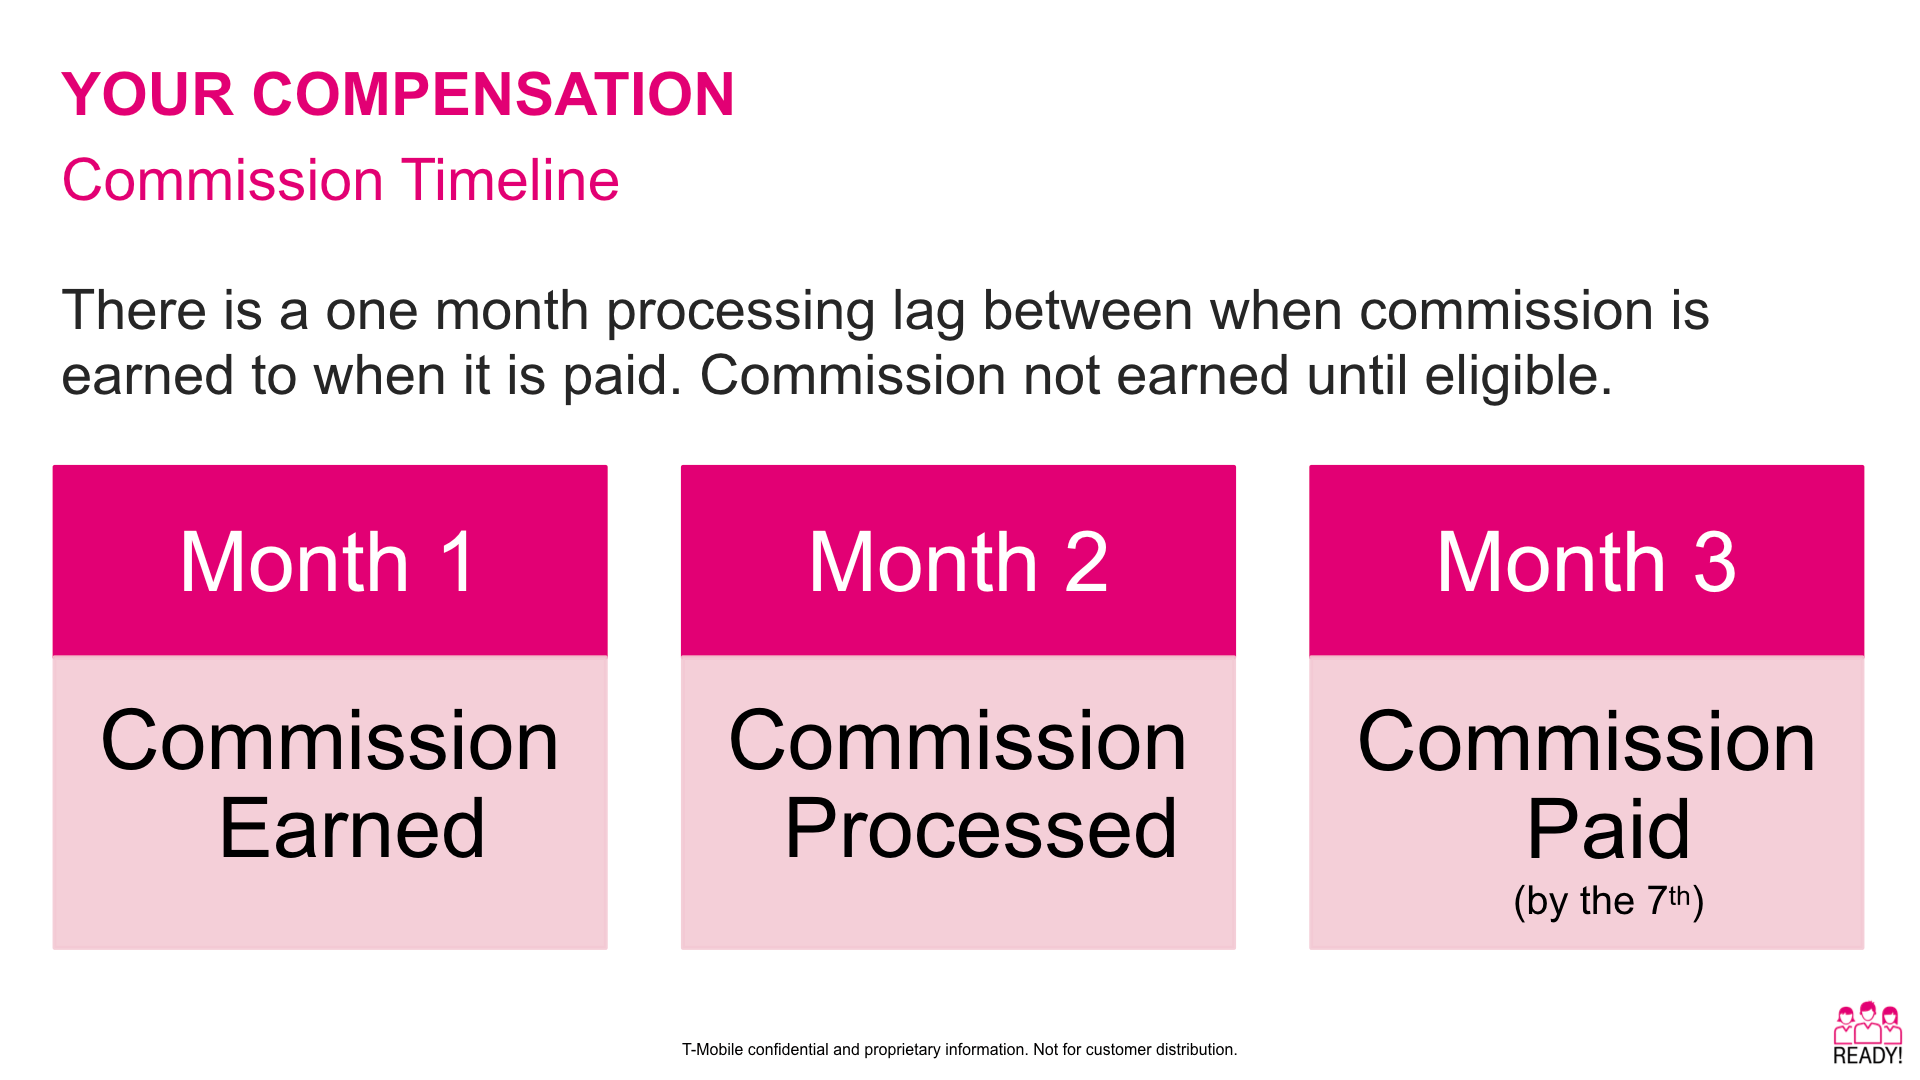 YOUR COMPENSATION
Commission Timeline
There is a one month processing lag between when commission is
earned to when it is paid. Commission not earned until eligible.
Month 1
Commission
Earned
Month 2
Commission
Processed
Month 3
Commission
Paid
(by the 7th)
T-Mobile confidential and proprietary information. Not for customer distribution.
READY!